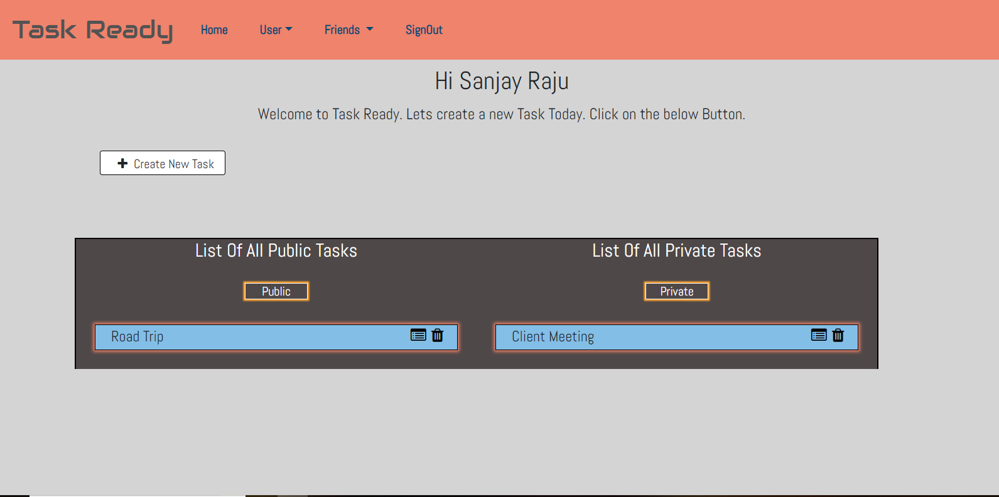 Task Ready Home User Friends SignOut
Hi Sanjay Raju
Welcome to Task Ready. Lets create a new Task Today. Click on the below Button.
Create New Task
List Of All Public Tasks
Public
Road Trip
List Of All Private Tasks
Private
Client Meeting